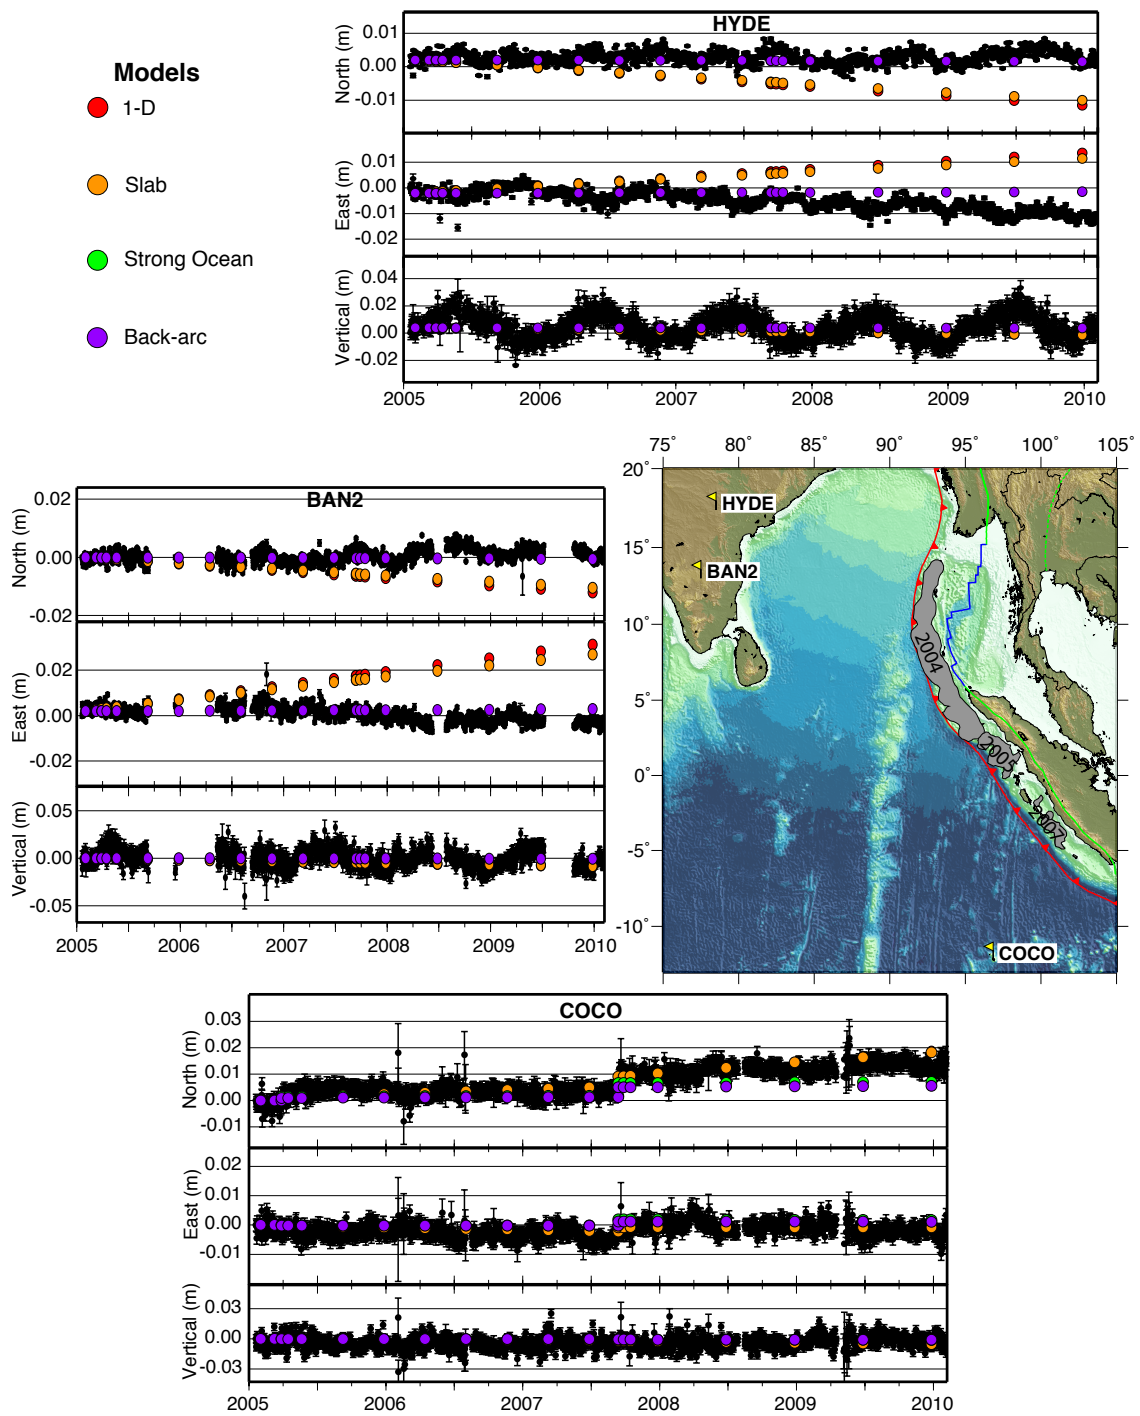 HYDE
Models
1-D
Slab
Strong Ocean
Back-arc
North (m)
0.01
0.00
-0.01
East (m)
0.01
0.00
-0.01
-0.02
Vertical (m)
0.04
0.02
0.00
-0.02
2005 2006 2007 2008 2009 2010
BAN2
North (m)
0.02
0.00
-0.02
East (m)
0.02
0.00
-0.02
Vertical (m)
0.05
0.00
-0.05
2005 2006 2007 2008 2009 2010
75° 80° 85° 90° 95° 100° 105°
20°
15°
10°
5°
0°
-5°
-10°
HYDE
BAN2
2004
2005
2007
COCO
COCO
North (m)
0.03
0.02
0.01
0.00
-0.01
East (m)
0.02
0.01
0.00
-0.01
Vertical (m)
0.03
0.00
-0.03
2005 2006 2007 2008 2009 2010